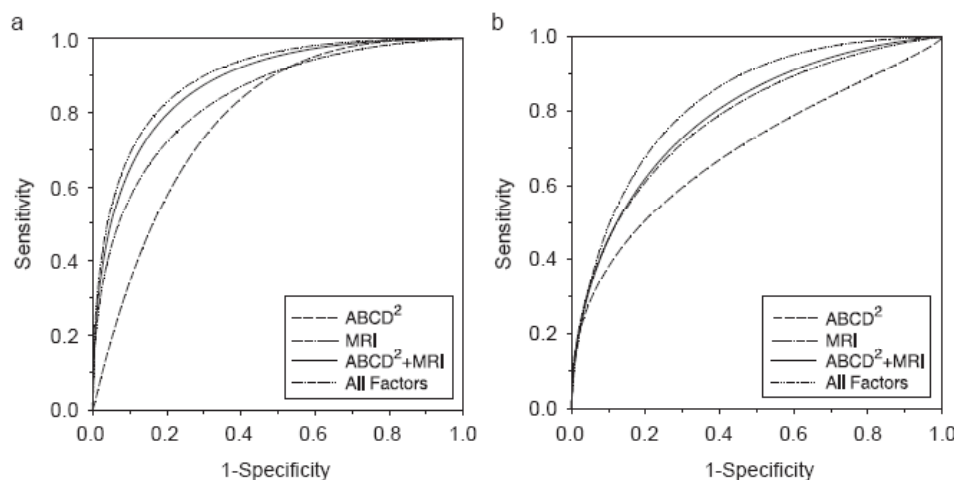 a
1.0
0.8
0.6
0.4
0.2
0.0
Sensitivity
0.0 0.2 0.4 0.6 0.8 1.0
1-Specificity
ABCD²
MRI
ABCD²+MRI
All Factors
b
1.0
0.8
0.6
0.4
0.2
0.0
Sensitivity
0.0 0.2 0.4 0.6 0.8 1.0
1-Specificity
ABCD²
MRI
ABCD²+MRI
All Factors